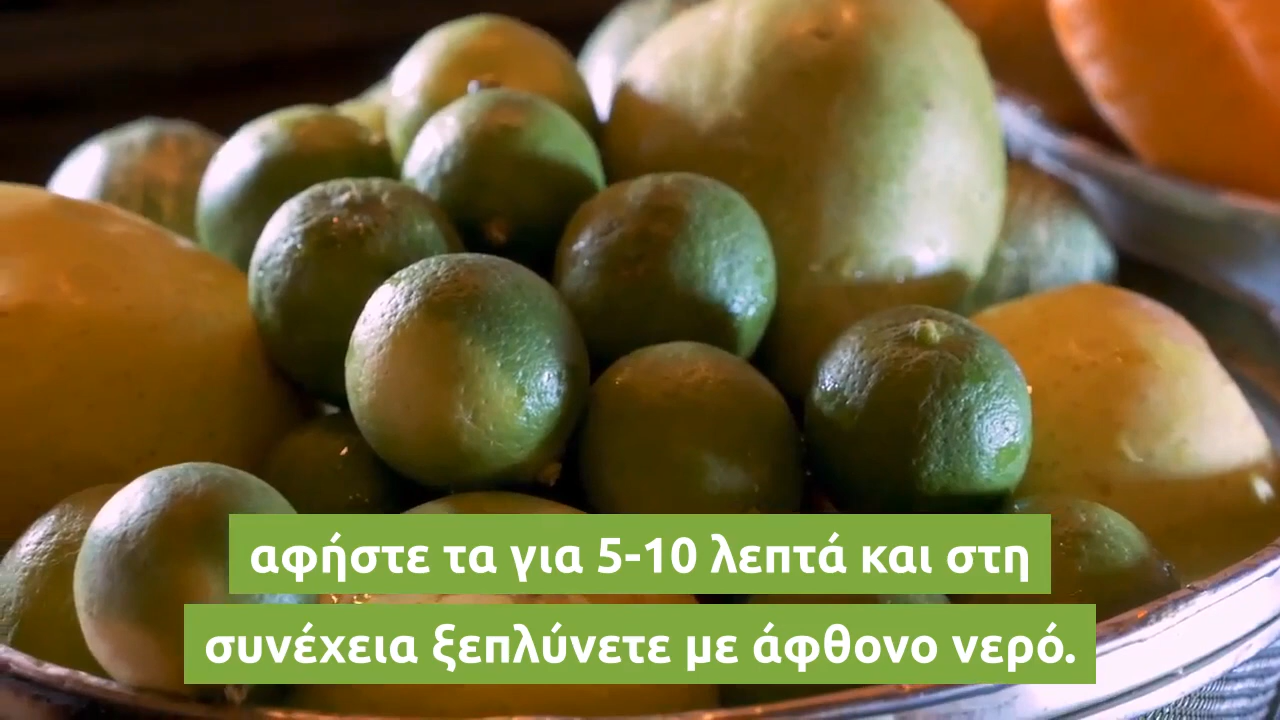 αφήστε τα για 5-10 λεπτά και στη
συνέχεια ξεπλύνετε με άφθονο νερό.